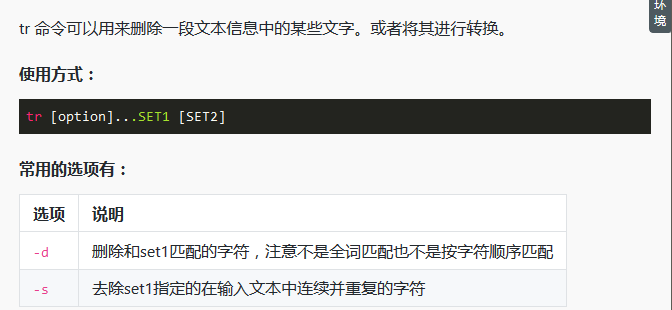 环
境
tr 命令可以用来删除一段文本信息中的某些文字。或者将其进行转换。
使用方式：
tr [option]...SET1 [SET2]
常用的选项有：
选项 说明
-d 删除和set1匹配的字符，注意不是全词匹配也不是按字符顺序匹配
-s 去除set1指定的在输入文本中连续并重复的字符